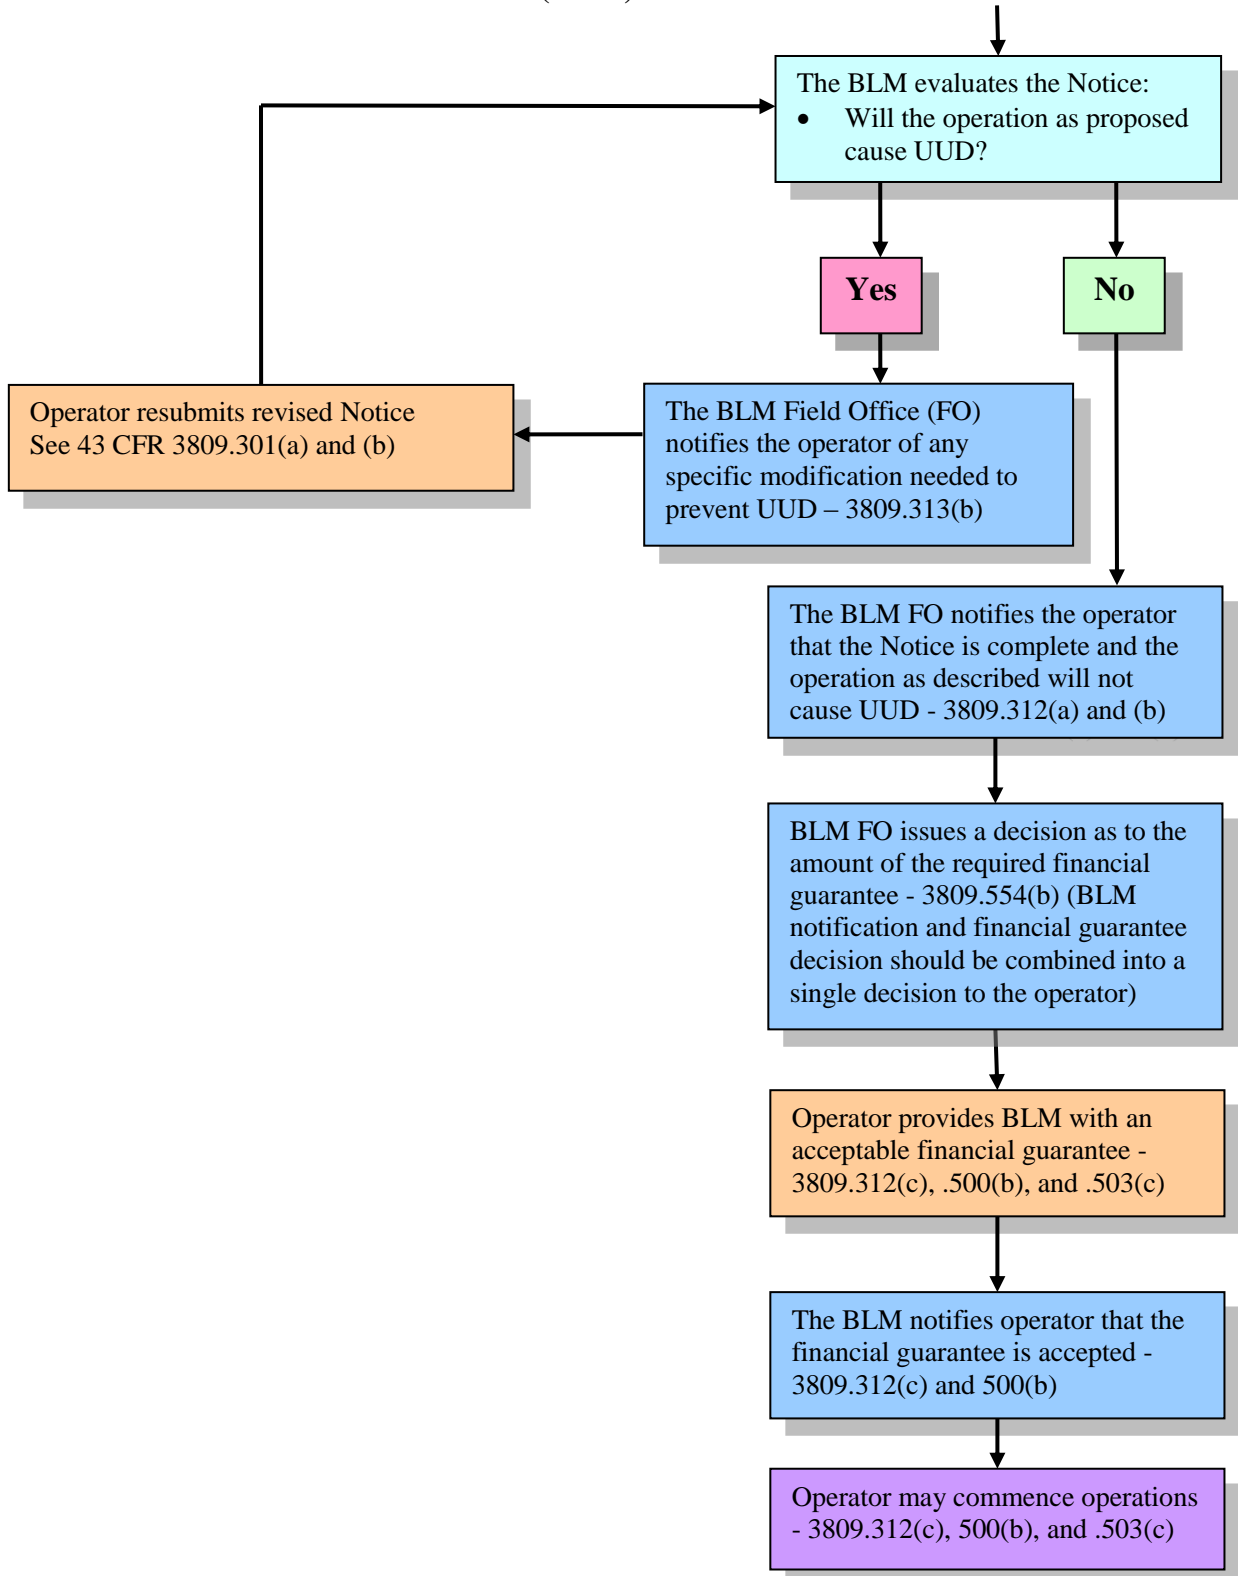 The BLM evaluates the Notice:
• Will the operation as proposed
cause UUD?
Yes
No
Operator resubmits revised Notice
See 43 CFR 3809.301(a) and (b)
The BLM Field Office (FO)
notifies the operator of any
specific modification needed to
prevent UUD – 3809.313(b)
The BLM FO notifies the operator
that the Notice is complete and the
operation as described will not
cause UUD - 3809.312(a) and (b)
BLM FO issues a decision as to the
amount of the required financial
guarantee - 3809.554(b) (BLM
notification and financial guarantee
decision should be combined into a
single decision to the operator)
Operator provides BLM with an
acceptable financial guarantee -
3809.312(c), .500(b), and .503(c)
The BLM notifies operator that the
financial guarantee is accepted -
3809.312(c) and 500(b)
Operator may commence operations
- 3809.312(c), 500(b), and .503(c)